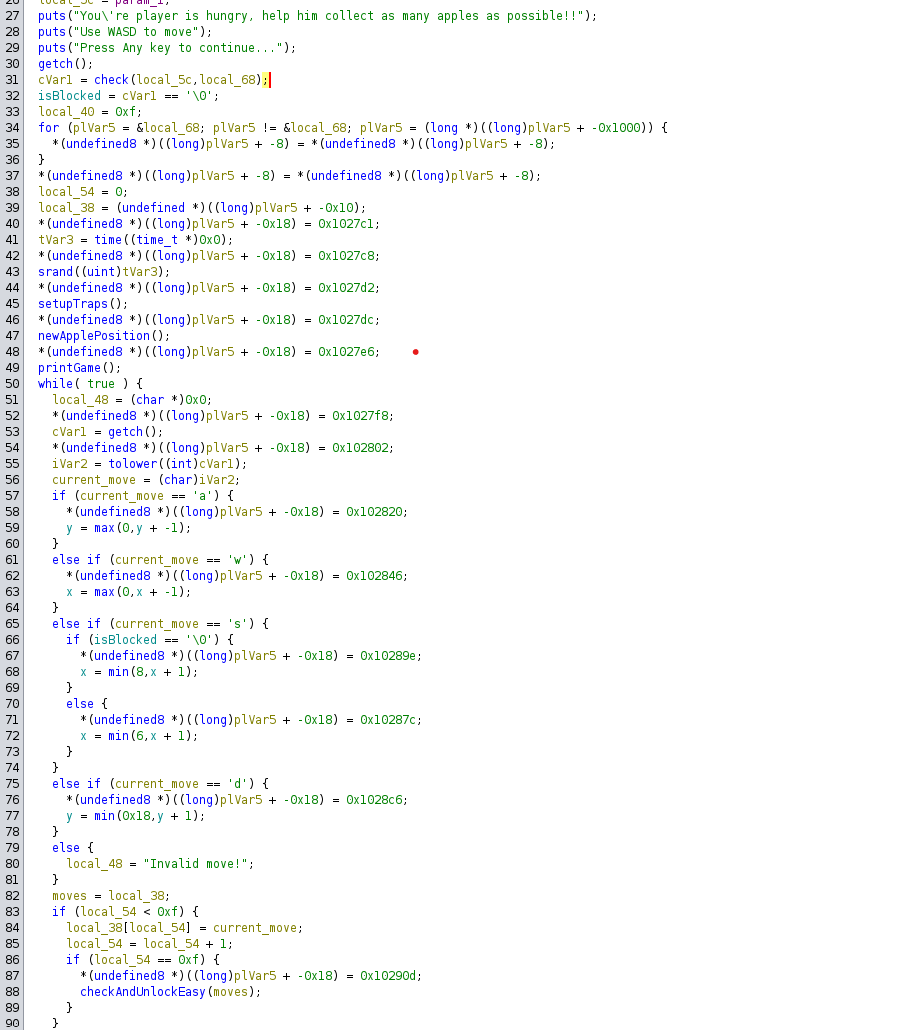 26 local_5c = param_1;
27 puts("You\'re player is hungry, help him collect as many apples as possible!!");
28 puts("Use WASD to move");
29 puts("Press Any key to continue...");
30 getch();
31 cVar1 = check(local_5c,local_68);
32 isBlocked = cVar1 == '\0';
33 local_40 = 0xf;
34 for (plVar5 = &local_68; plVar5 != &local_68; plVar5 = (long *)((long)plVar5 + -0x1000)) {
35 *(undefined8 *)((long)plVar5 + -8) = *(undefined8 *)((long)plVar5 + -8);
36 }
37 *(undefined8 *)((long)plVar5 + -8) = *(undefined8 *)((long)plVar5 + -8);
38 local_54 = 0;
39 local_38 = (undefined *)((long)plVar5 + -0x10);
40 *(undefined8 *)((long)plVar5 + -0x18) = 0x1027c1;
41 tVar3 = time((time_t *)0x0);
42 *(undefined8 *)((long)plVar5 + -0x18) = 0x1027c8;
43 srand((uint)tVar3);
44 *(undefined8 *)((long)plVar5 + -0x18) = 0x1027d2;
45 setupTraps();
46 *(undefined8 *)((long)plVar5 + -0x18) = 0x1027dc;
47 newApplePosition();
48 *(undefined8 *)((long)plVar5 + -0x18) = 0x1027e6;
49 printGame();
50 while( true ) {
51 local_48 = (char *)0x0;
52 *(undefined8 *)((long)plVar5 + -0x18) = 0x1027f8;
53 cVar1 = getch();
54 *(undefined8 *)((long)plVar5 + -0x18) = 0x102802;
55 iVar2 = tolower((int)cVar1);
56 current_move = (char)iVar2;
57 if (current_move == 'a') {
58 *(undefined8 *)((long)plVar5 + -0x18) = 0x102820;
59 y = max(0,y + -1);
60 }
61 else if (current_move == 'w') {
62 *(undefined8 *)((long)plVar5 + -0x18) = 0x102846;
63 x = max(0,x + -1);
64 }
65 else if (current_move == 's') {
66 if (isBlocked == '\0') {
67 *(undefined8 *)((long)plVar5 + -0x18) = 0x10289e;
68 x = min(8,x + 1);
69 }
70 else {
71 *(undefined8 *)((long)plVar5 + -0x18) = 0x10287c;
72 x = min(6,x + 1);
73 }
74 }
75 else if (current_move == 'd') {
76 *(undefined8 *)((long)plVar5 + -0x18) = 0x1028c6;
77 y = min(0x18,y + 1);
78 }
79 else {
80 local_48 = "Invalid move!";
81 }
82 moves = local_38;
83 if (local_54 < 0xf) {
84 local_38[local_54] = current_move;
85 local_54 = local_54 + 1;
86 if (local_54 == 0xf) {
87 *(undefined8 *)((long)plVar5 + -0x18) = 0x10290d;
88 checkAndUnlockEasy(moves);
89 }
90 }